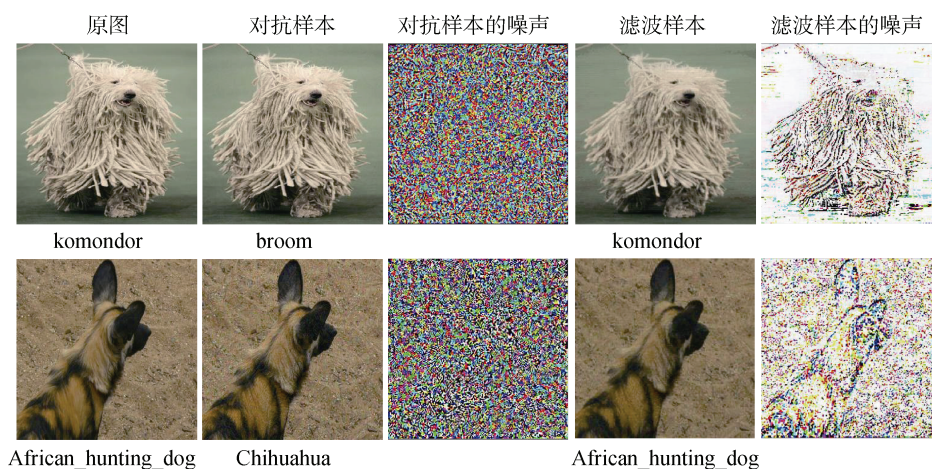 原图 对抗样本 对抗样本的噪声 滤波样本 滤波样本的噪声
komondor broom komondor
African_hunting_dog Chihuahua African_hunting_dog